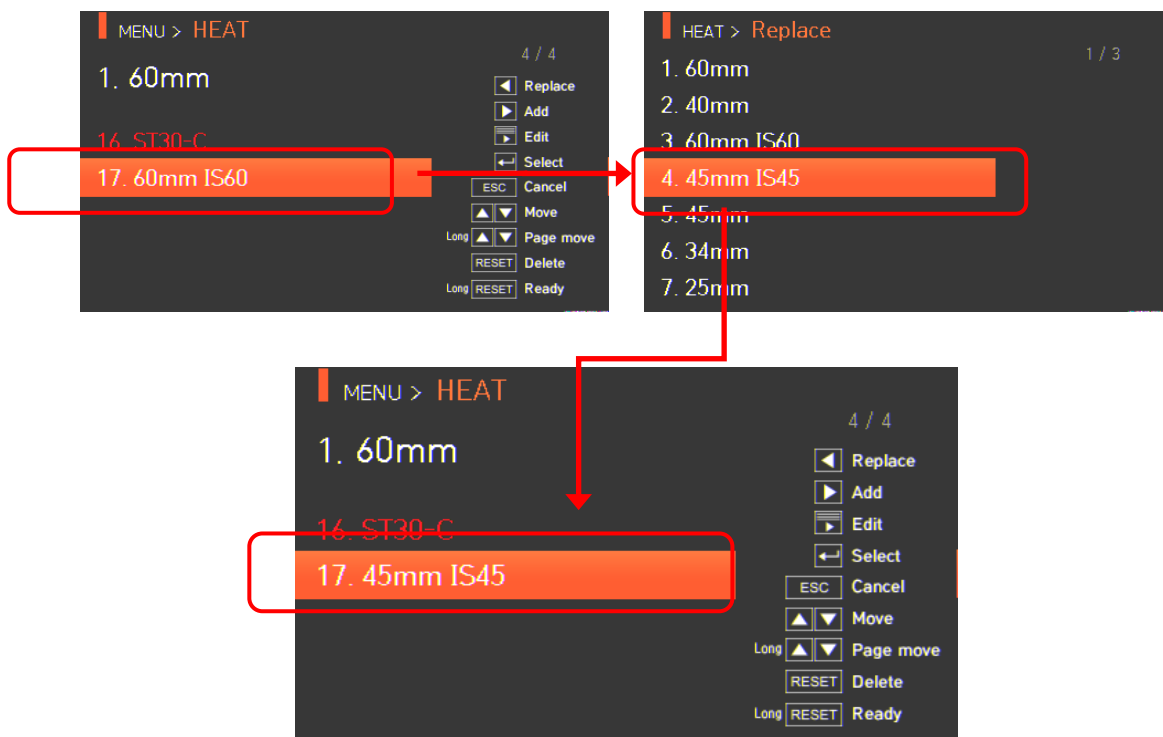 MENU > HEAT
4 / 4
1. 60mm
16. ST30-C
17. 60mm IS60
Replace
Add
Edit
Select
ESC Cancel
Move
Long Page move
RESET Delete
Long RESET Ready
HEAT > Replace
1 / 3
1. 60mm
2. 40mm
3. 60mm IS60
4. 45mm IS45
5. 45mm
6. 34mm
7. 25mm
MENU > HEAT
4 / 4
1. 60mm
16. ST30-C
17. 45mm IS45
Replace
Add
Edit
Select
ESC Cancel
Move
Long Page move
RESET Delete
Long RESET Ready